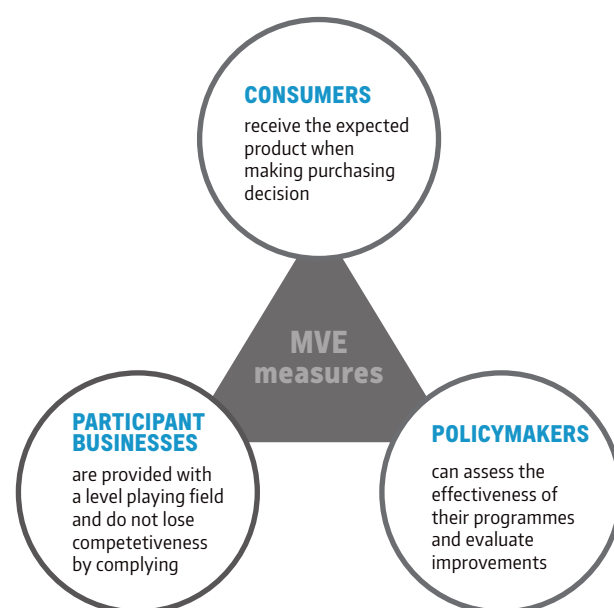 CONSUMERS
receive the expected
product when
making purchasing
decision
MVE
measures
PARTICIPANT
BUSINESSES
are provided with
a level playing field
and do not lose
competetiveness
by complying
POLICYMAKERS
can assess the
effectiveness of
their programmes
and evaluate
improvements